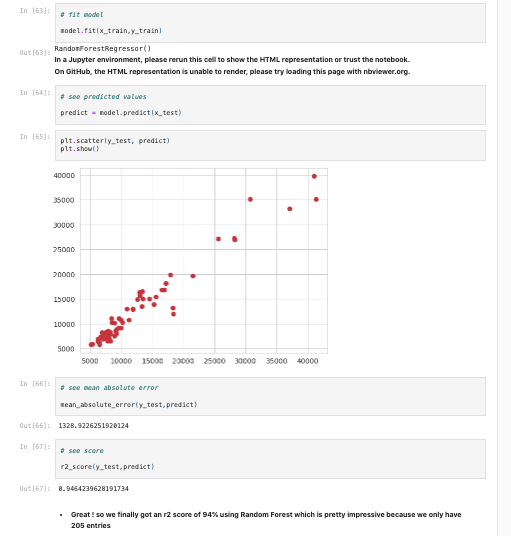 In [63]:
# fit model
model.fit(x_train,y_train)
Out[63]: RandomForestRegressor()
In a Jupyter environment, please rerun this cell to show the HTML representation or trust the notebook.
On GitHub, the HTML representation is unable to render, please try loading this page with nbviewer.org.
In [64]:
# see predicted values
predict = model.predict(x_test)
In [65]:
plt.scatter(y_test, predict)
plt.show()
40000
35000
30000
25000
20000
15000
10000
5000
5000 10000 15000 20000 25000 30000 35000 40000
In [66]:
# see mean absolute error
mean_absolute_error(y_test,predict)
Out[66]: 1328.9226251920124
In [67]:
# see score
r2_score(y_test,predict)
Out[67]: 0.9464239628191734
• Great ! so we finally got an r2 score of 94% using Random Forest which is pretty impressive because we only have
205 entries